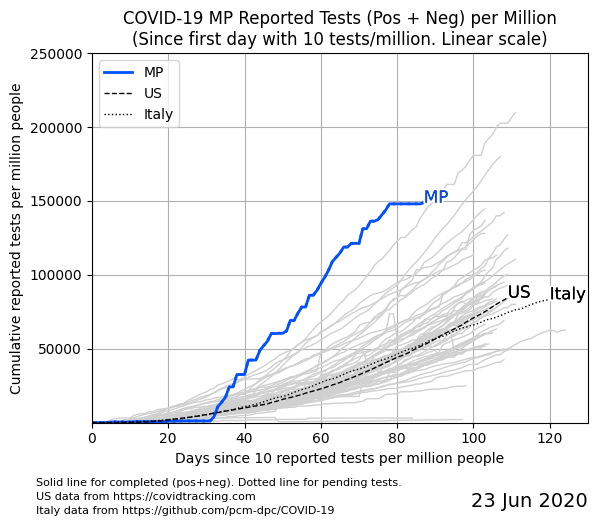 COVID-19 MP Reported Tests (Pos + Neg) per Million
(Since first day with 10 tests/million. Linear scale)
250000
200000
150000
100000
50000
Cumulative reported tests per million people
MP
US
Italy
MP
US
Italy
0
20
40
60
80
100
120
Days since 10 reported tests per million people
Solid line for completed (pos+neg). Dotted line for pending tests.
US data from https://covidtracking.com
Italy data from https://github.com/pcm-dpc/COVID-19
23 Jun 2020